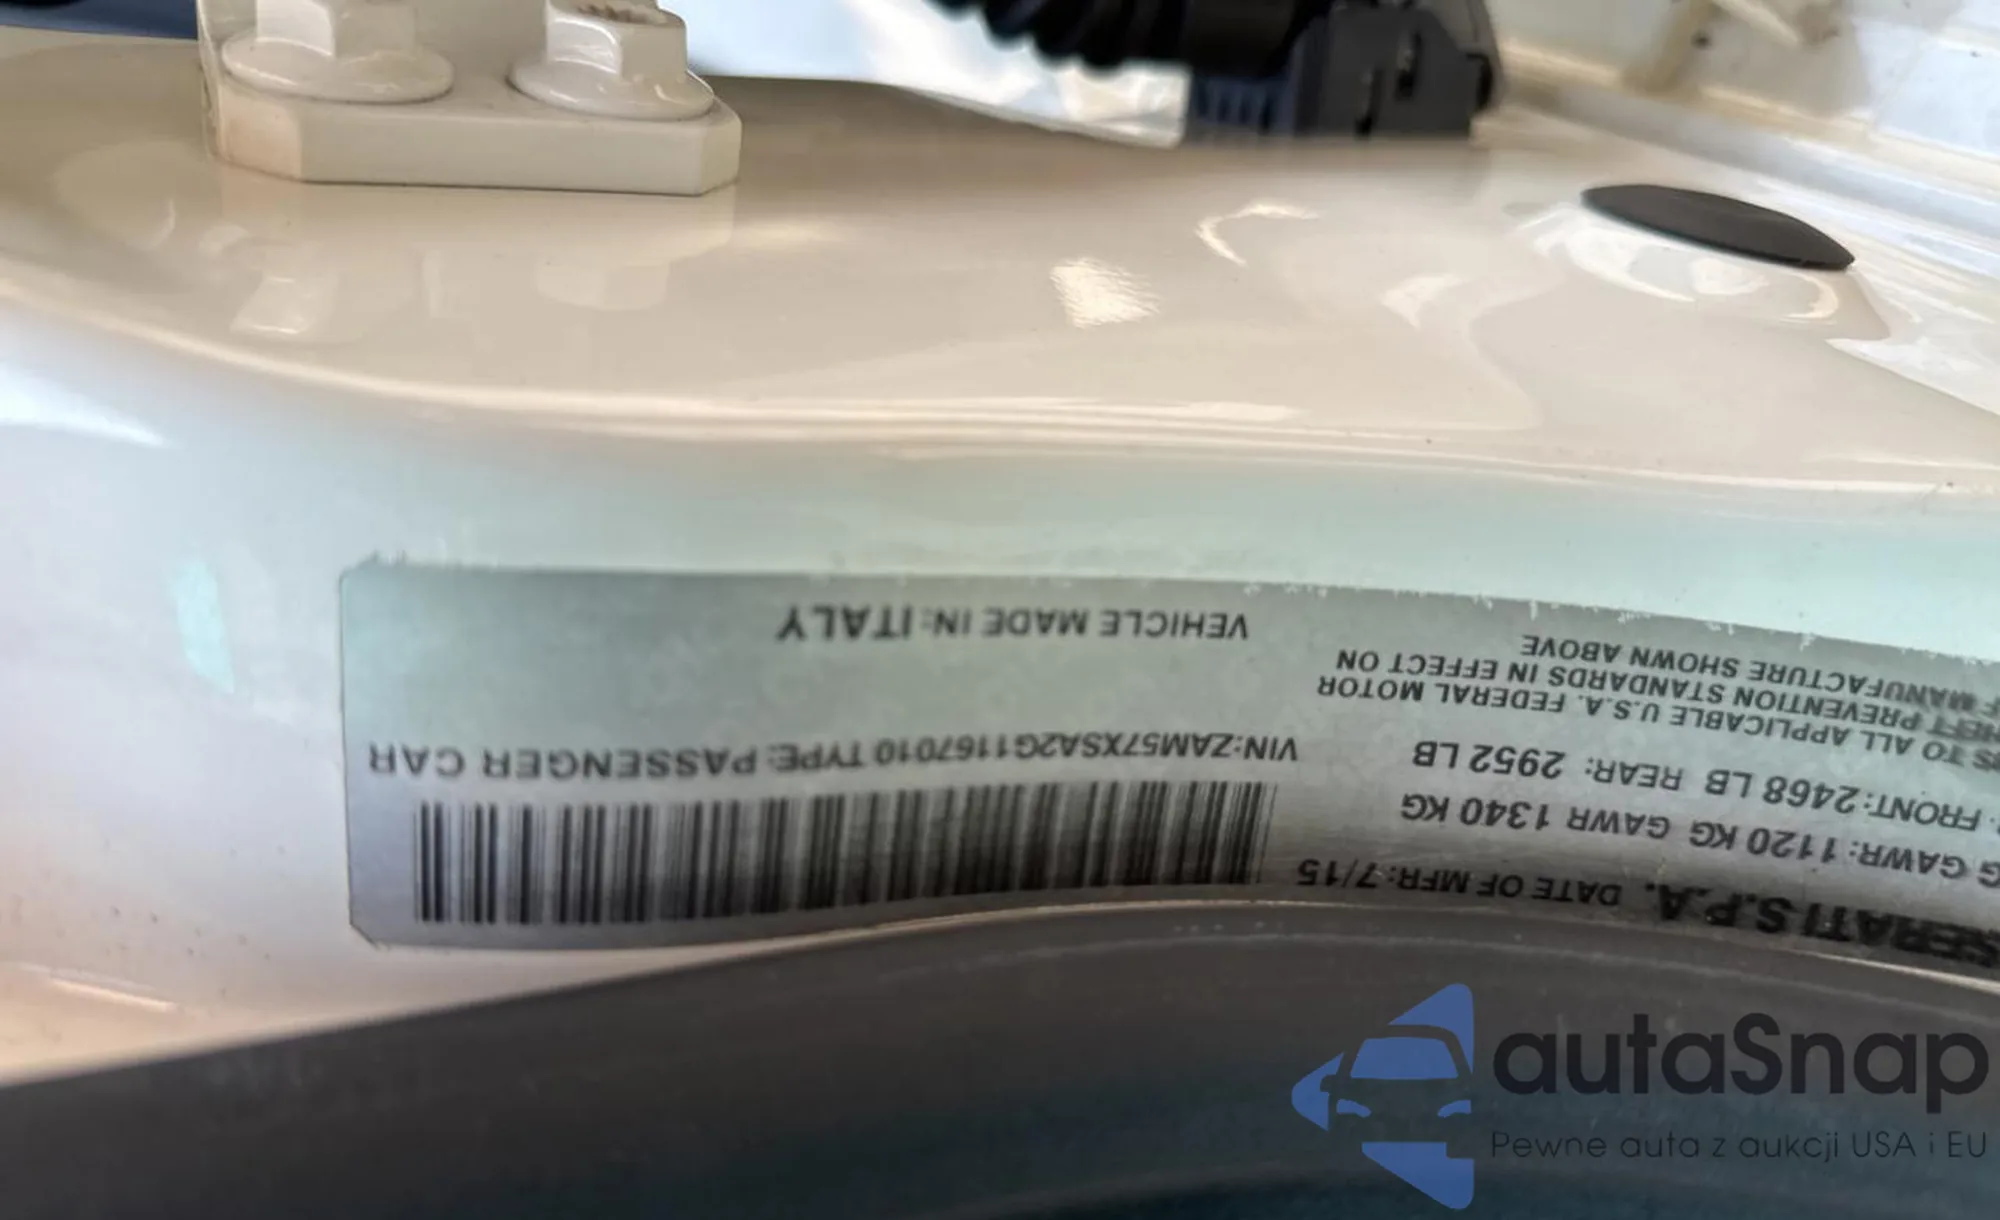 SERATI S.P.A. DATE OF MFR:7/15
G GAWR: 1120 KG GAWR 1340 KG
FRONT:2468 LB REAR: 2952 LB
S TO ALL APPLICABLE U.S.A. FEDERAL MOTOR
HEFT PREVENTION STANDARDS IN EFFECT ON
F MANUFACTURE SHOWN ABOVE
VIN:ZAM57XSA2G1167010 TYPE:PASSENGER CAR
VEHICLE MADE IN: ITALY
autaSnap
Pewne auta z aukcji USA i EU